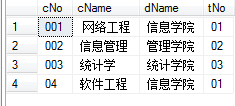 cNo cName dName tNo
1 001 网络工程 信息学院 01
2 002 信息管理 管理学院 02
3 003 统计学 统计学院 03
4 04 软件工程 信息学院 01